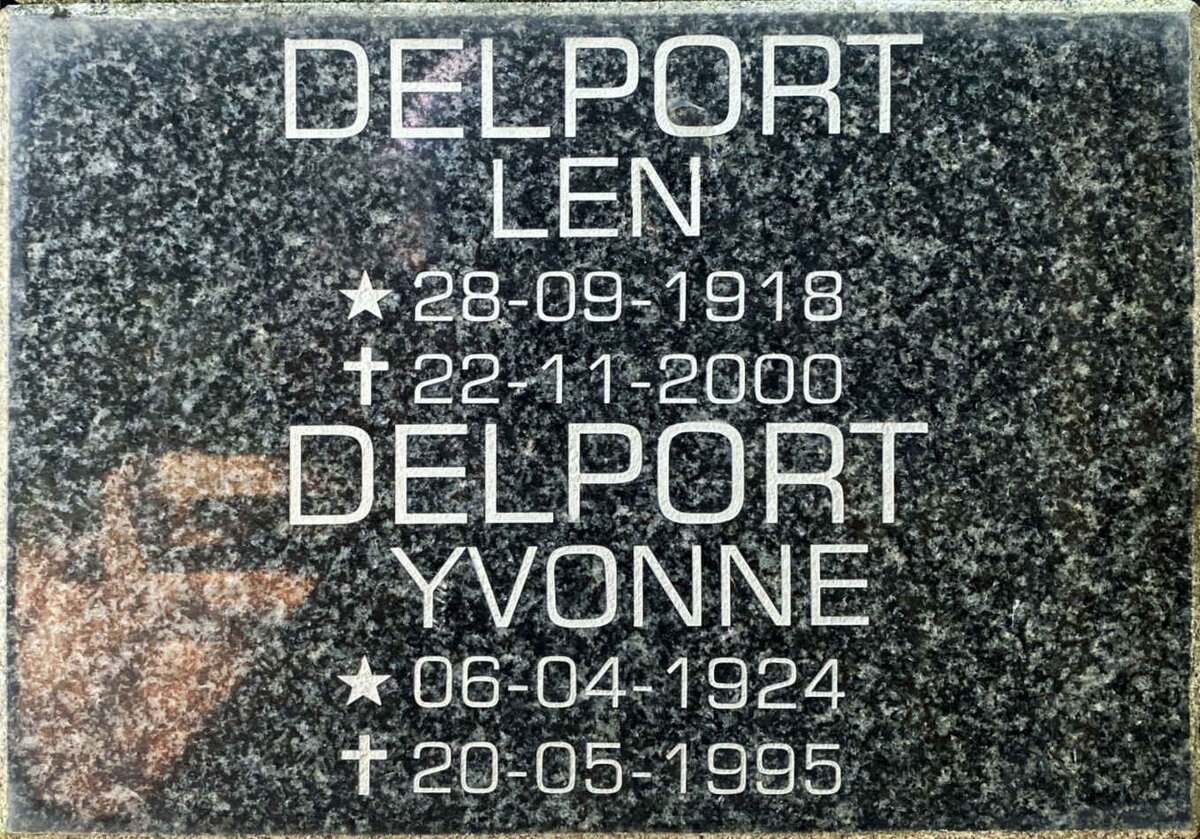 DELPORT
LEN
★ 28-09-1918
✝ 22-11-2000
DELPORT
YVONNE
★ 06-04-1924
✝ 20-05-1995